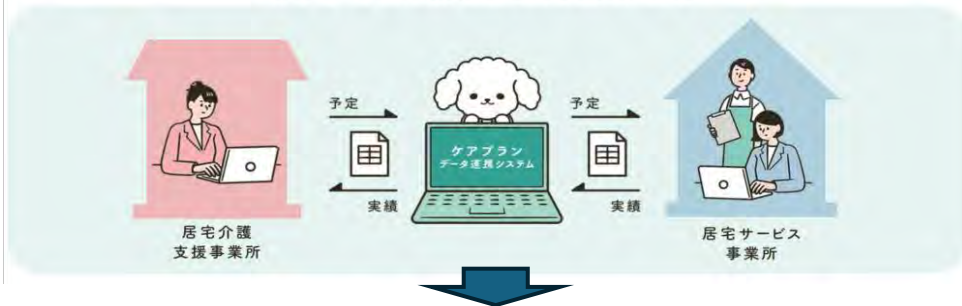 予定
予定
ケアプラン
データ連携システム
実績
実績
居宅介護
支援事業所
居宅サービス
事業所